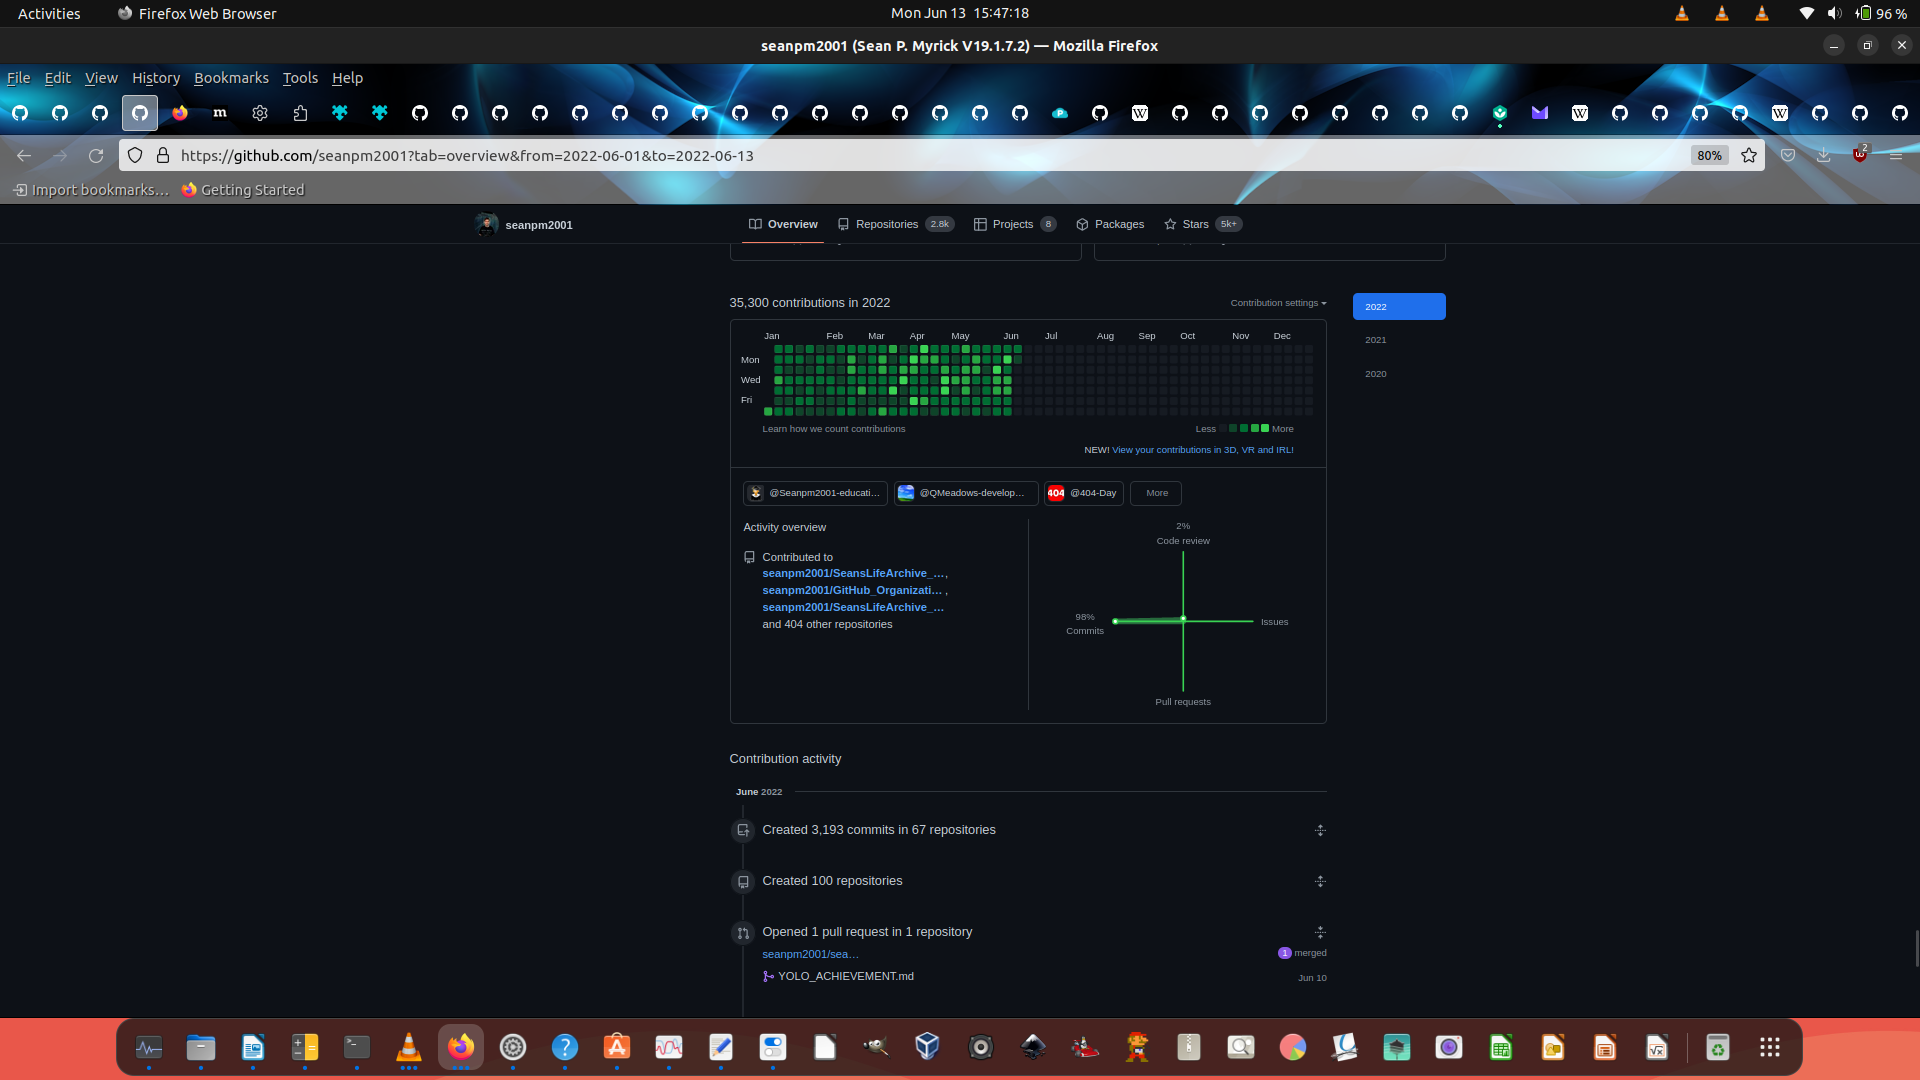 Activities
Firefox Web Browser
Mon Jun 13 15:47:18
96 %
seanpm2001 (Sean P. Myrick V19.1.7.2) — Mozilla Firefox
File Edit View History Bookmarks Tools Help
https://github.com/seanpm2001?tab=overview&from=2022-06-01&to=2022-06-13
80%
2
Import bookmarks…
Getting Started
seanpm2001
Overview
Repositories 2.8k
Projects 8
Packages
Stars 5k+
35,300 contributions in 2022
Contribution settings
2022
2021
2020
Jan Feb Mar Apr May Jun Jul Aug Sep Oct Nov Dec
Mon
Wed
Fri
Learn how we count contributions
Less
More
NEW! View your contributions in 3D, VR and IRL!
@Seanpm2001-educati…
@QMeadows-develop…
404 @404-Day
More
Activity overview
Contributed to
seanpm2001/SeansLifeArchive_… ,
seanpm2001/GitHub_Organizati… ,
seanpm2001/SeansLifeArchive_…
and 404 other repositories
2%
Code review
98%
Commits
Issues
Pull requests
Contribution activity
June 2022
Created 3,193 commits in 67 repositories
Created 100 repositories
Opened 1 pull request in 1 repository
seanpm2001/sea…
1 merged
YOLO_ACHIEVEMENT.md
Jun 10